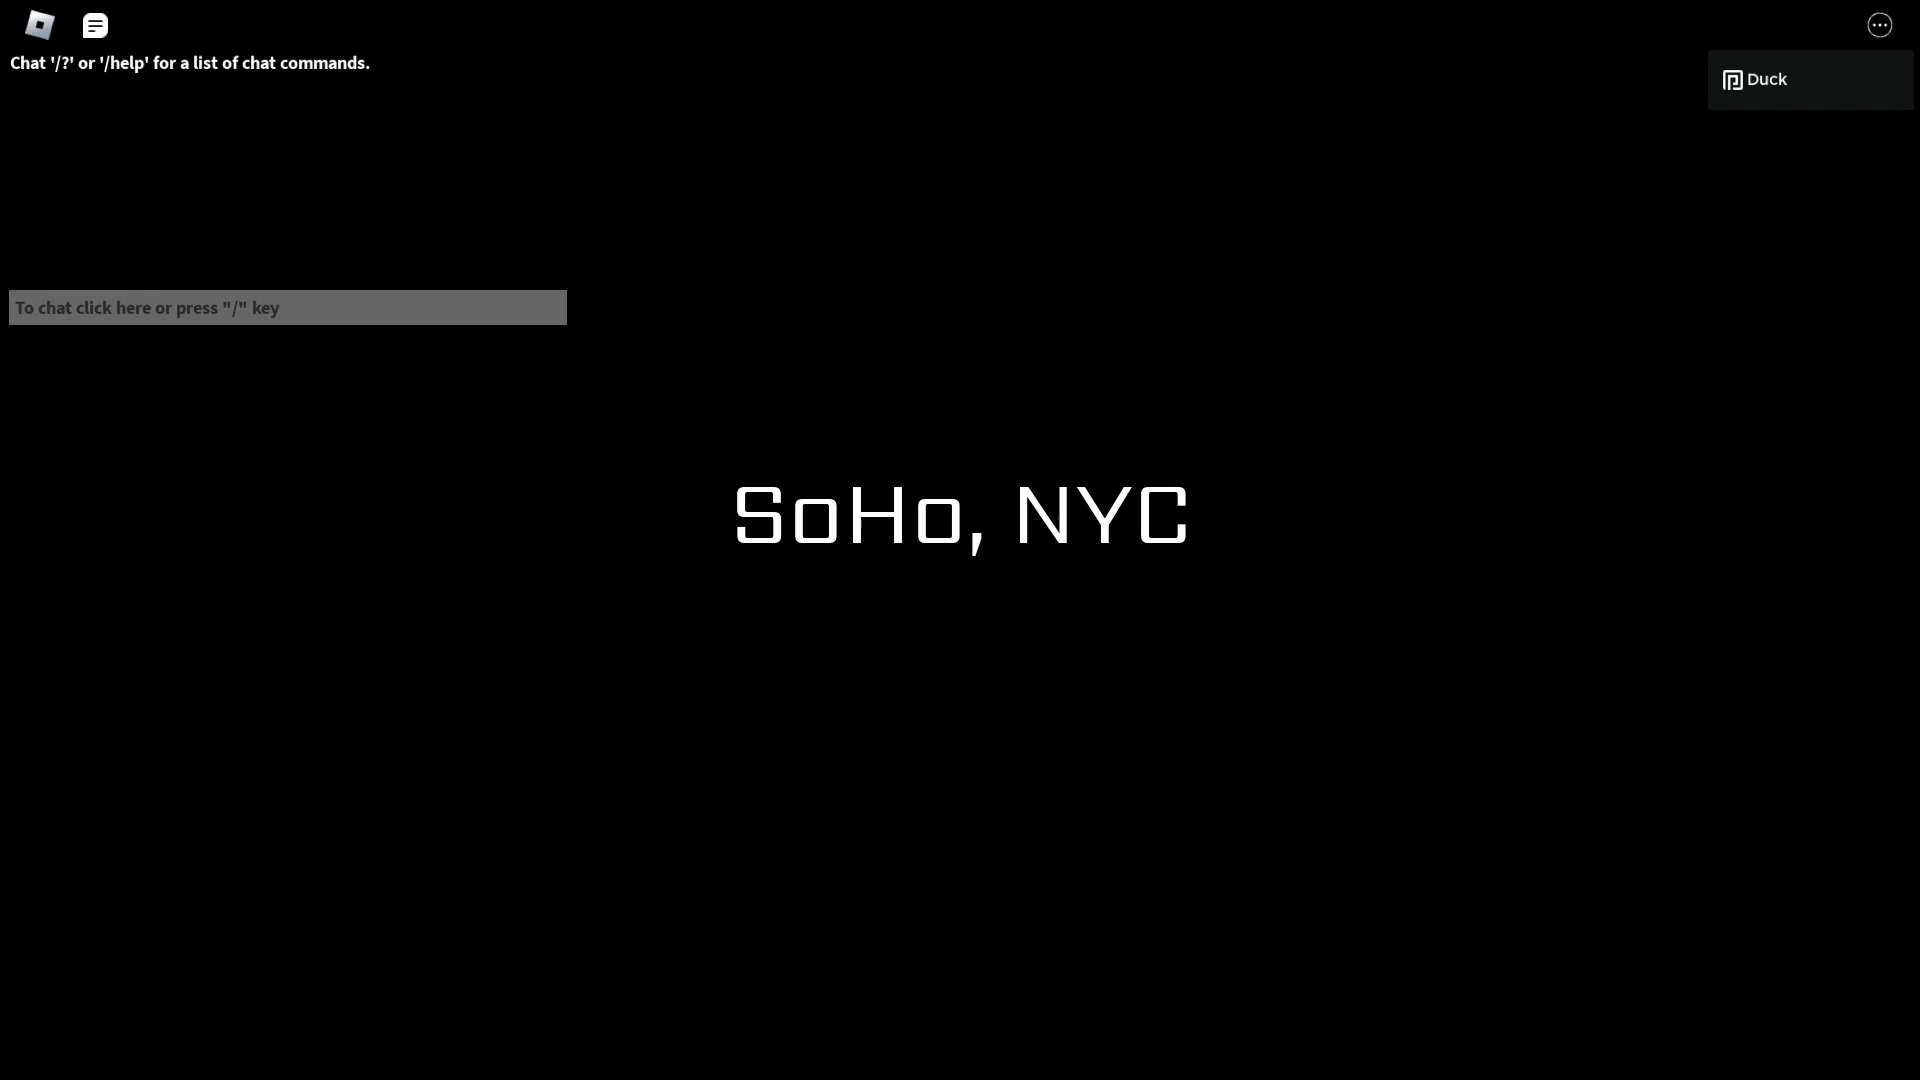 Chat '/?' or '/help' for a list of chat commands.
Duck
To chat click here or press "/" key
SoHo, NYC